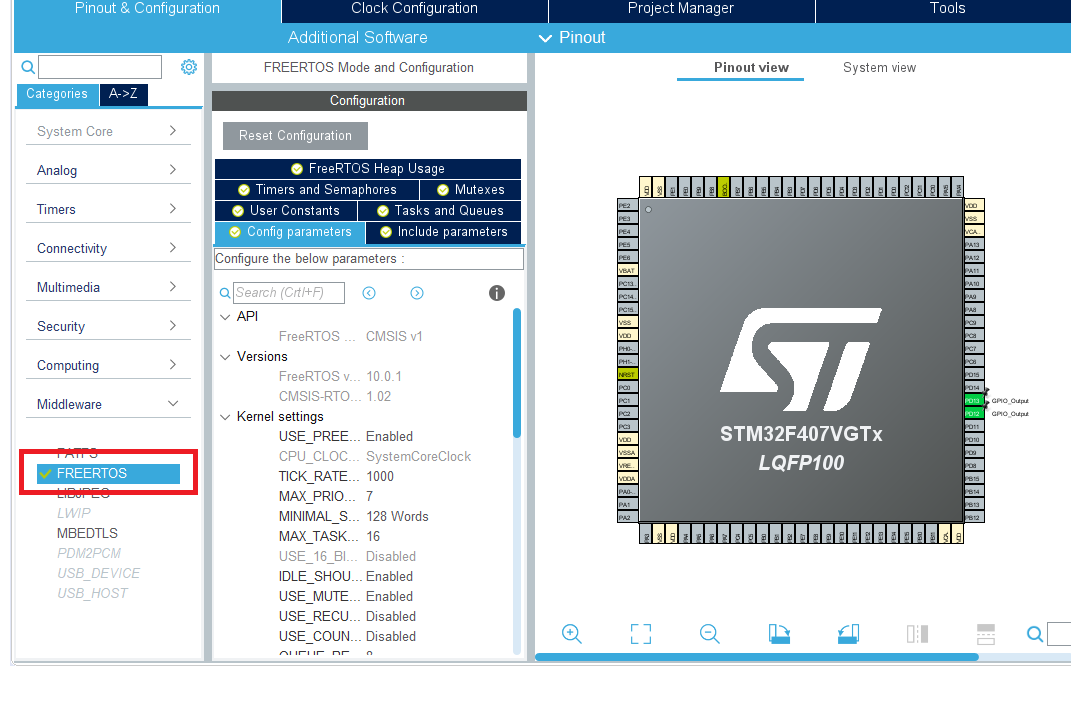 Pinout & Configuration
Clock Configuration
Project Manager
Tools
Additional Software
Pinout
FREERTOS Mode and Configuration
Pinout view
System view
Categories
A->Z
Configuration
System Core
Analog
Timers
Connectivity
Multimedia
Security
Computing
Middleware
FATFS
FREERTOS
LIBJPEG
LWIP
MBEDTLS
PDM2PCM
USB_DEVICE
USB_HOST
Reset Configuration
FreeRTOS Heap Usage
Timers and Semaphores
Mutexes
User Constants
Tasks and Queues
Config parameters
Include parameters
Configure the below parameters :
Search (Crtl+F)
API
FreeRTOS ... CMSIS v1
Versions
FreeRTOS v... 10.0.1
CMSIS-RTO... 1.02
Kernel settings
USE_PREE... Enabled
CPU_CLOC... SystemCoreClock
TICK_RATE... 1000
MAX_PRIO... 7
MINIMAL_S... 128 Words
MAX_TASK... 16
USE_16_BI... Disabled
IDLE_SHOU... Enabled
USE_MUTE... Enabled
USE_RECU... Disabled
USE_COUN... Disabled
QUEUE_RE... 8
PE2
PE3
PE4
PE5
PE6
VBAT
PC13..
PC14..
PC15..
VSS
VDD
PH0-..
PH1-..
NRST
PC0
PC1
PC2
PC3
VDD
VSSA
VRE..
VDDA
PA0-..
PA1
PA2
STM32F407VGTx
LQFP100
VDD
VSS
VCA..
PA13
PA12
PA11
PA10
PA9
PA8
PC9
PC8
PC7
PC6
PD15
PD14
PD13 GPIO_Output
PD12 GPIO_Output
PD11
PD10
PD9
PD8
PB15
PB14
PB13
PB12